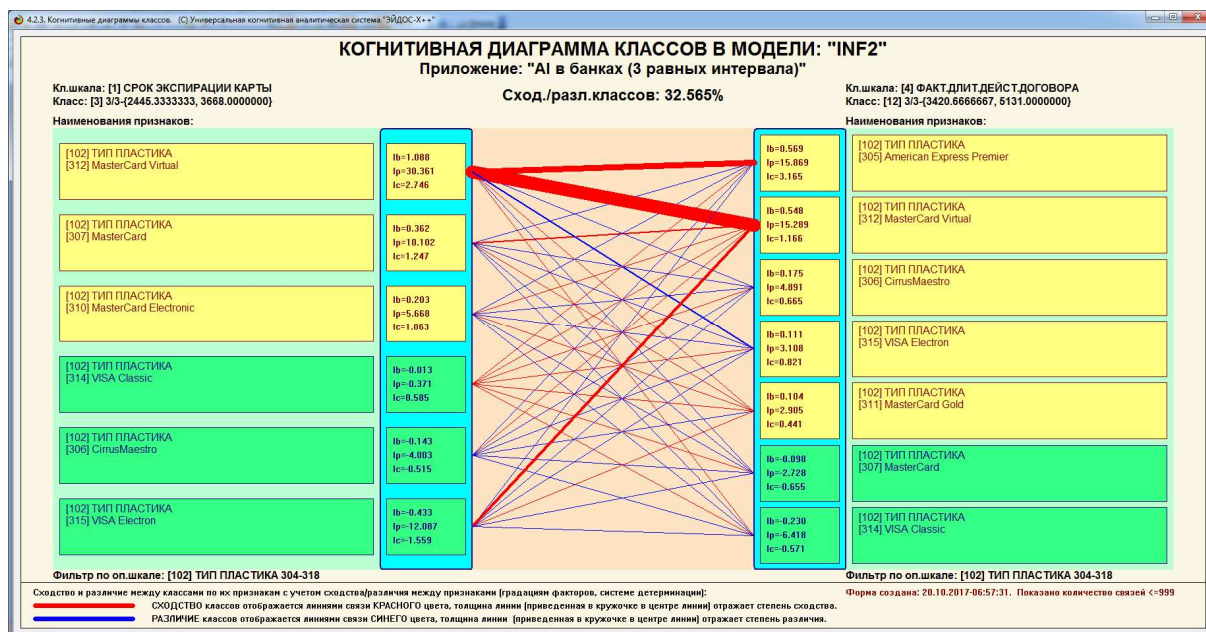 4.2.3. Когнитивные диаграммы классов. (C) Универсальная когнитивная аналитическая система "ЭЙДОС-X++"
КОГНИТИВНАЯ ДИАГРАММА КЛАССОВ В МОДЕЛИ: "INF2"
Приложение: "AI в банках (3 равных интервала)"
Сход./разл.классов: 32.565%
Кл.шкала: [1] СРОК ЭКСПИРАЦИИ КАРТЫ
Класс: [3] 3/3-{2445.3333333, 3668.0000000}
Наименования признаков:
[102] ТИП ПЛАСТИКА
[312] MasterCard Virtual
Ib=1.088
Ip=30.361
Ic=2.746
[102] ТИП ПЛАСТИКА
[307] MasterCard
Ib=0.362
Ip=10.102
Ic=1.247
[102] ТИП ПЛАСТИКА
[310] MasterCard Electronic
Ib=0.203
Ip=5.668
Ic=1.063
[102] ТИП ПЛАСТИКА
[314] VISA Classic
Ib=-0.013
Ip=-0.371
Ic=0.585
[102] ТИП ПЛАСТИКА
[306] CirrusMaestro
Ib=-0.143
Ip=-4.003
Ic=-0.515
[102] ТИП ПЛАСТИКА
[315] VISA Electron
Ib=-0.433
Ip=-12.087
Ic=-1.559
Фильтр по оп.шкале: [102] ТИП ПЛАСТИКА 304-318
Кл.шкала: [4] ФАКТ.ДЛИТ.ДЕЙСТ.ДОГОВОРА
Класс: [12] 3/3-{3420.6666667, 5131.0000000}
Наименования признаков:
Ib=0.569
Ip=15.869
Ic=3.165
[102] ТИП ПЛАСТИКА
[305] American Express Premier
Ib=0.548
Ip=15.289
Ic=1.166
[102] ТИП ПЛАСТИКА
[312] MasterCard Virtual
Ib=0.175
Ip=4.891
Ic=0.665
[102] ТИП ПЛАСТИКА
[306] CirrusMaestro
Ib=0.111
Ip=3.108
Ic=0.821
[102] ТИП ПЛАСТИКА
[315] VISA Electron
Ib=0.104
Ip=2.905
Ic=0.441
[102] ТИП ПЛАСТИКА
[311] MasterCard Gold
Ib=-0.098
Ip=-2.728
Ic=-0.655
[102] ТИП ПЛАСТИКА
[307] MasterCard
Ib=-0.230
Ip=-6.418
Ic=-0.571
[102] ТИП ПЛАСТИКА
[314] VISA Classic
Фильтр по оп.шкале: [102] ТИП ПЛАСТИКА 304-318
Сходство и различие между классами по их признакам с учетом сходства/различия между признаками (градациям факторов, системе детерминации):
СХОДСТВО классов отображается линиями связи КРАСНОГО цвета, толщина линии (приведенная в кружочке в центре линии) отражает степень сходства.
РАЗЛИЧИЕ классов отображается линиями связи СИНЕГО цвета, толщина линии (приведенная в кружочке в центре линии) отражает степень различия.
Форма создана: 20.10.2017-06:57:31. Показано количество связей <=999